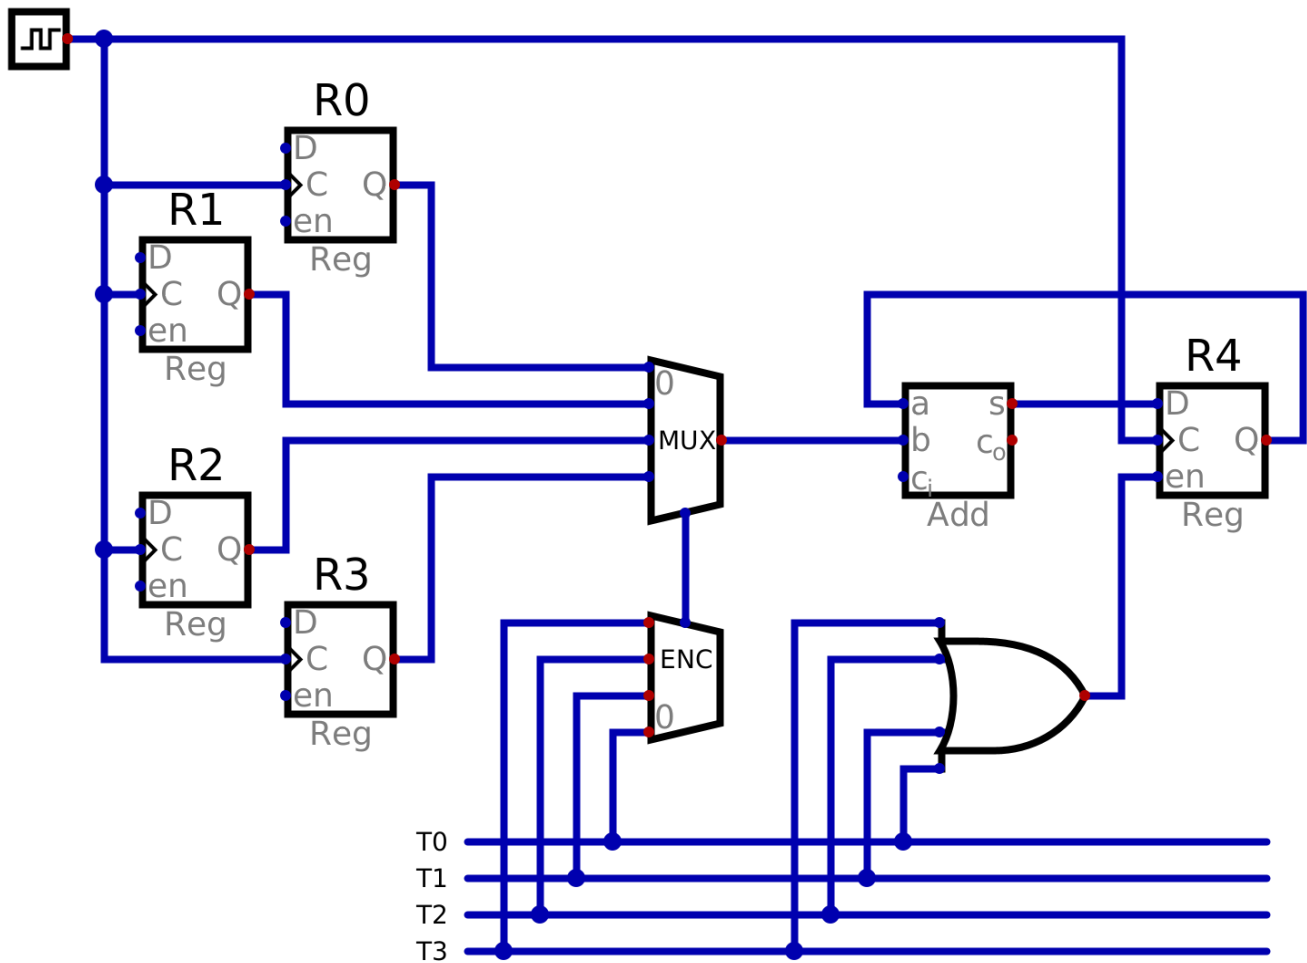 R0
D
C Q
en
Reg
R1
D
C Q
en
Reg
R2
D
C Q
en
Reg
R3
D
C Q
en
Reg
0
MUX
ENC
0
a s
b co
ci
Add
R4
D
C Q
en
Reg
T0
T1
T2
T3